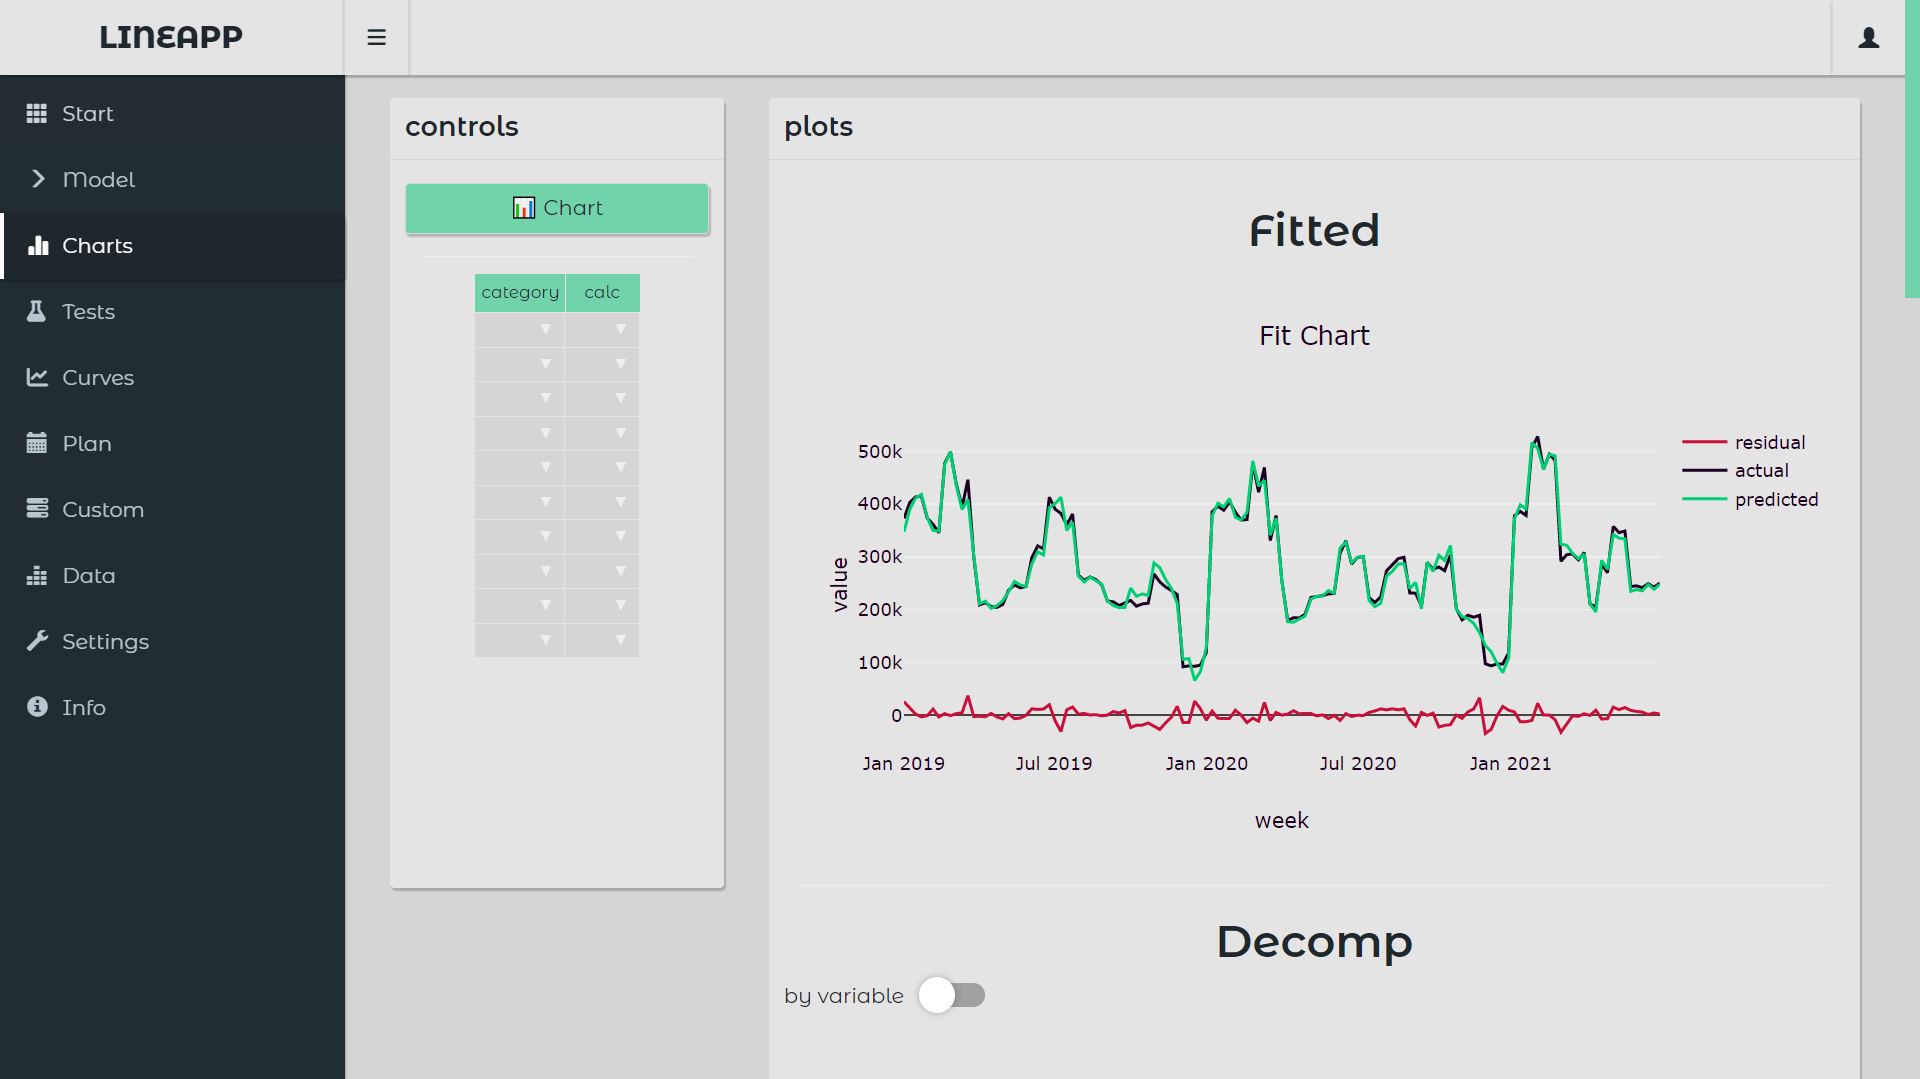 LINEAPP
Start
Model
Charts
Tests
Curves
Plan
Custom
Data
Settings
Info
controls
Chart
category calc
plots
Fitted
Fit Chart
500k
400k
300k
200k
100k
0
value
Jan 2019 Jul 2019 Jan 2020 Jul 2020 Jan 2021
week
residual
actual
predicted
Decomp
by variable